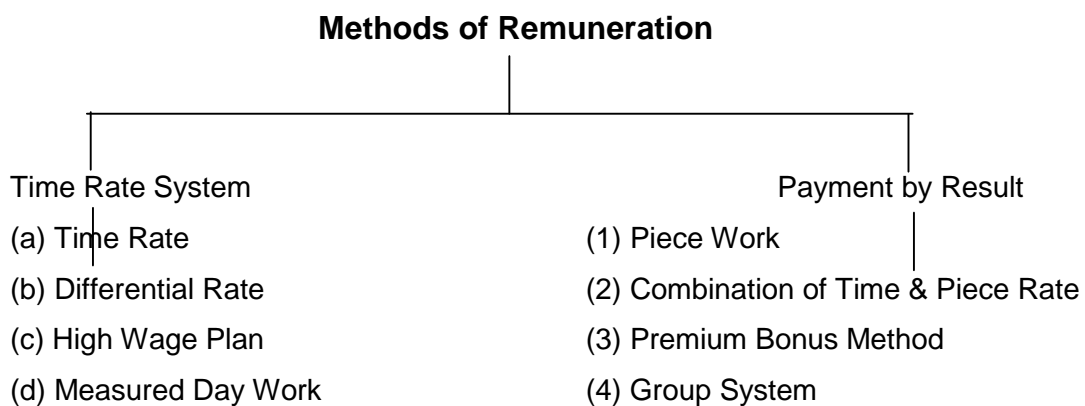 Methods of Remuneration
Time Rate System
(a) Time Rate
(b) Differential Rate
(c) High Wage Plan
(d) Measured Day Work
Payment by Result
(1) Piece Work
(2) Combination of Time & Piece Rate
(3) Premium Bonus Method
(4) Group System